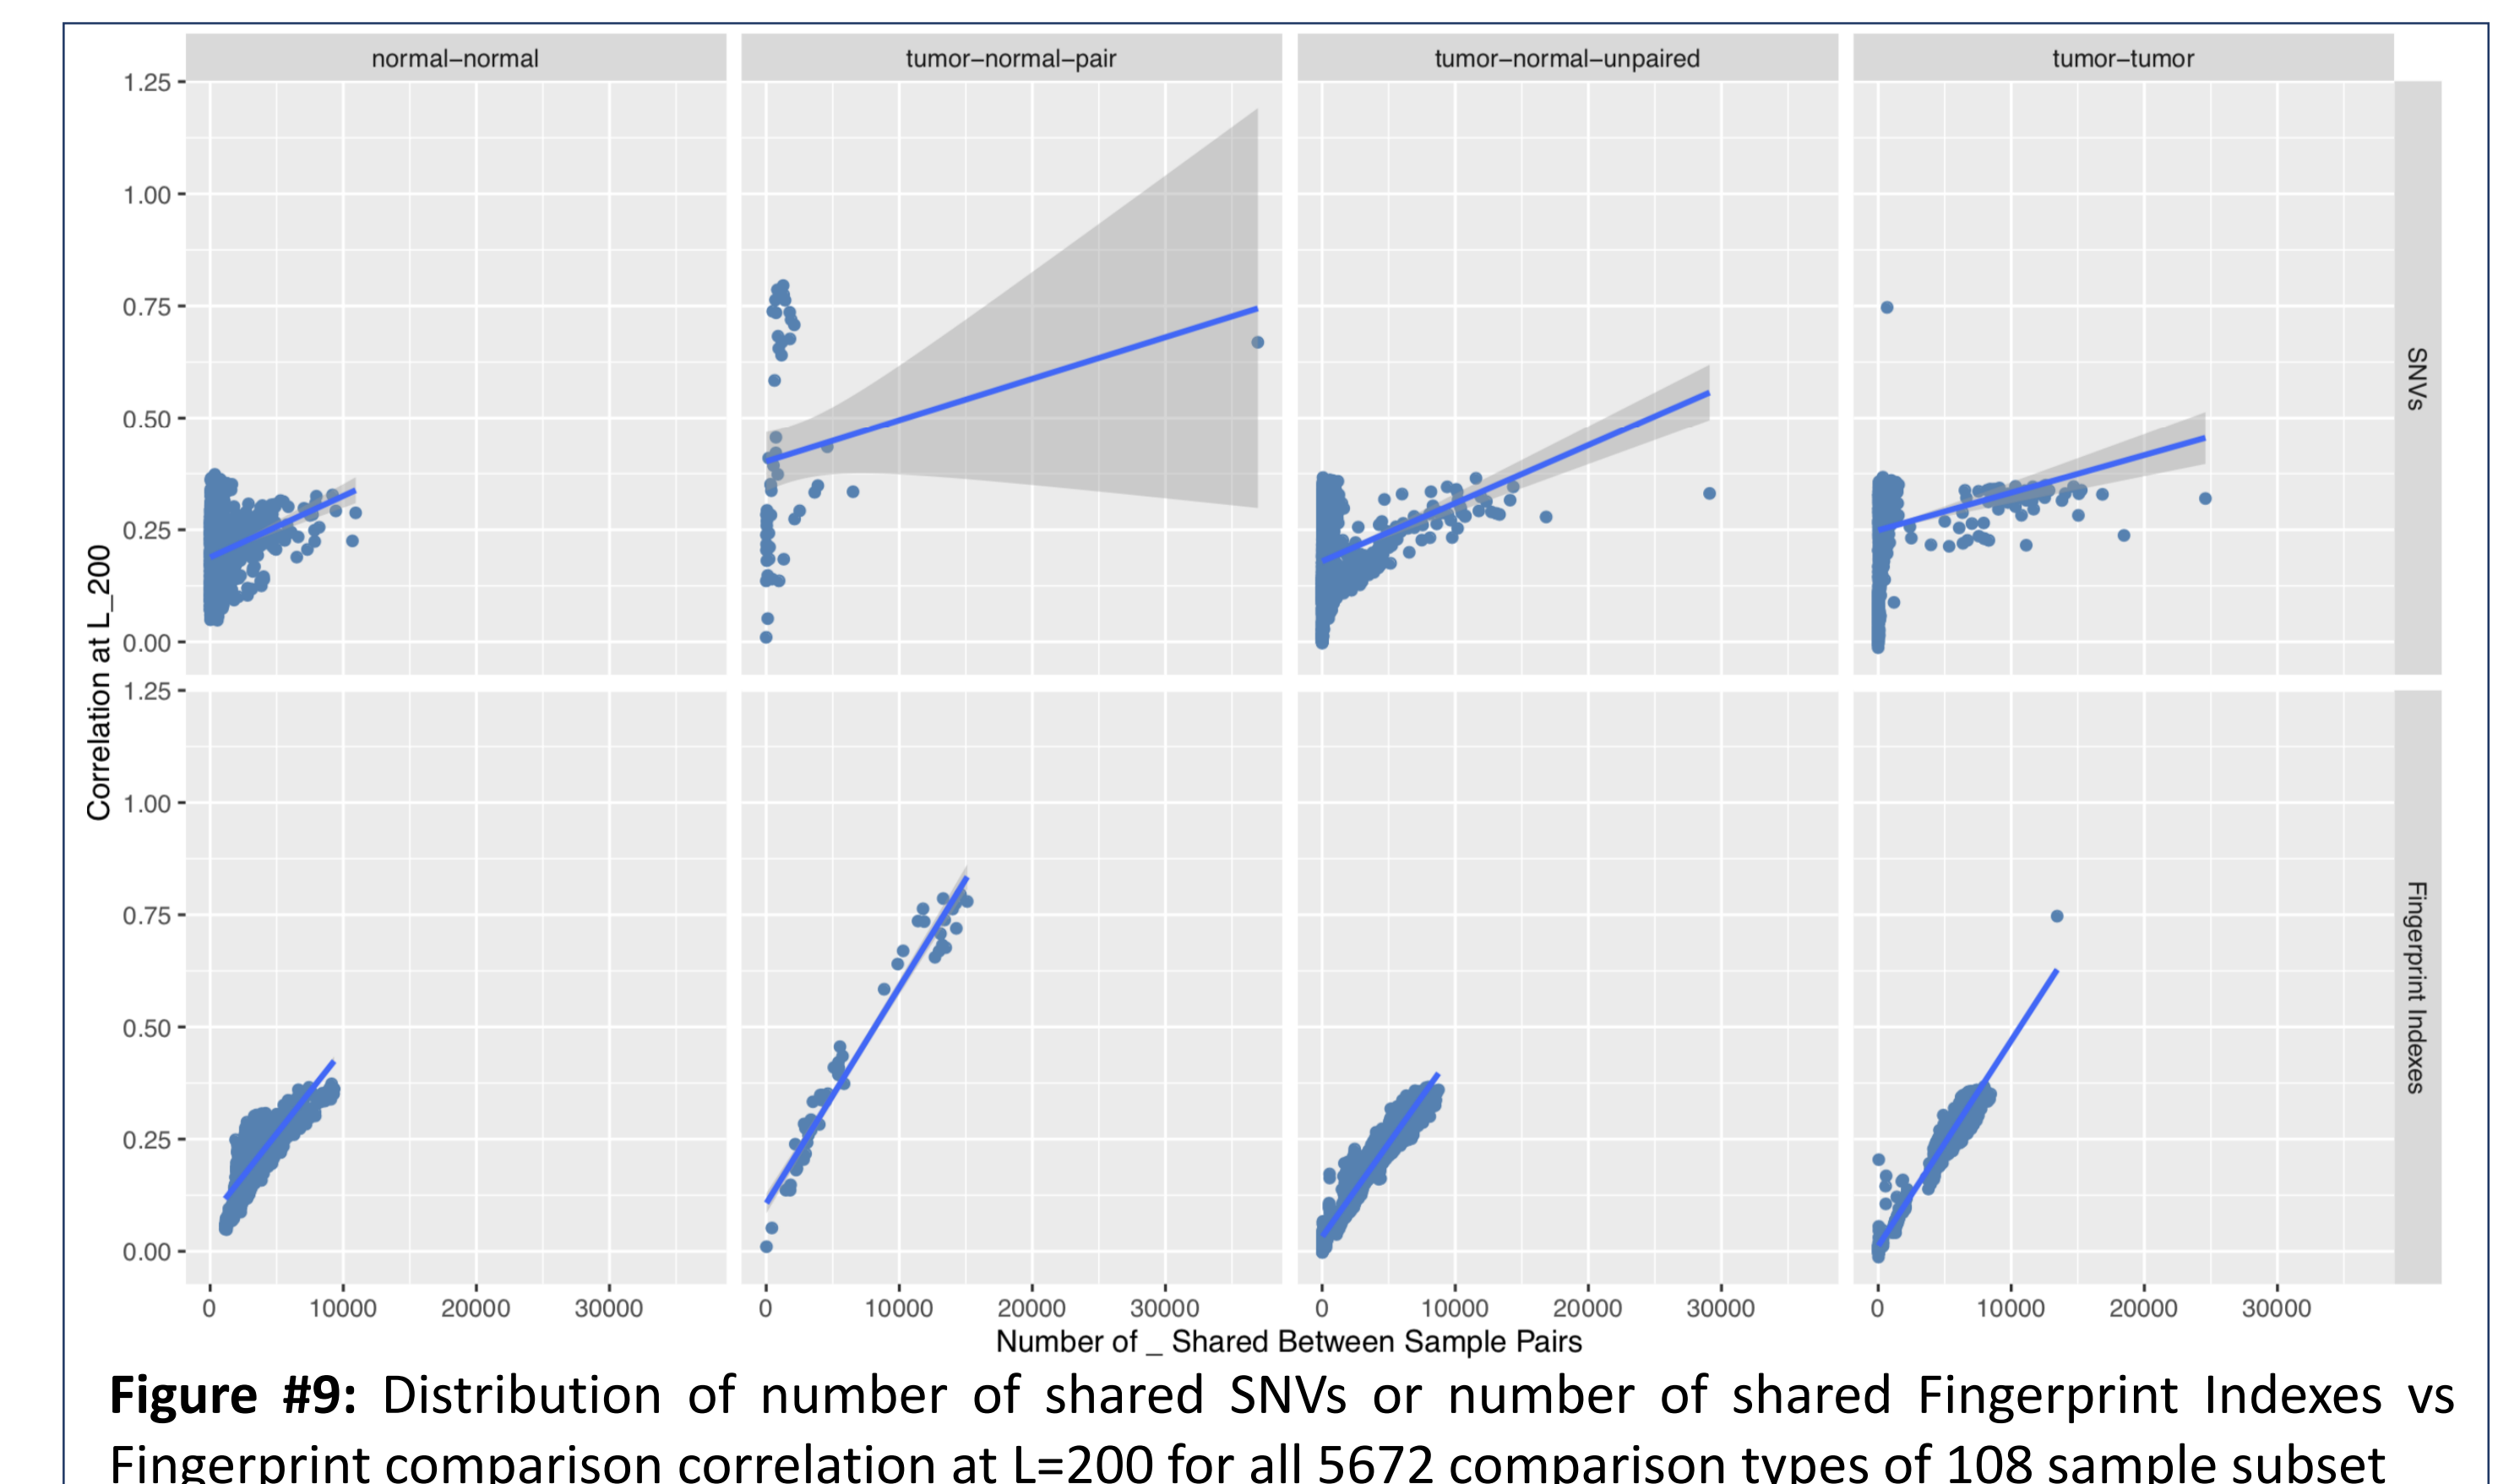 normal–normal
tumor–normal–pair
tumor–normal–unpaired
tumor–tumor
1.25
1.00
0.75
0.50
0.25
0.00
SNVs
Correlation at L_200
1.25
1.00
0.75
0.50
0.25
0.00
Fingerprint Indexes
0 10000 20000 30000
0 10000 20000 30000
0 10000 20000 30000
0 10000 20000 30000
Number of _ Shared Between Sample Pairs
Figure #9: Distribution of number of shared SNVs or number of shared Fingerprint Indexes vs
Fingerprint comparison correlation at L=200 for all 5672 comparison types of 108 sample subset